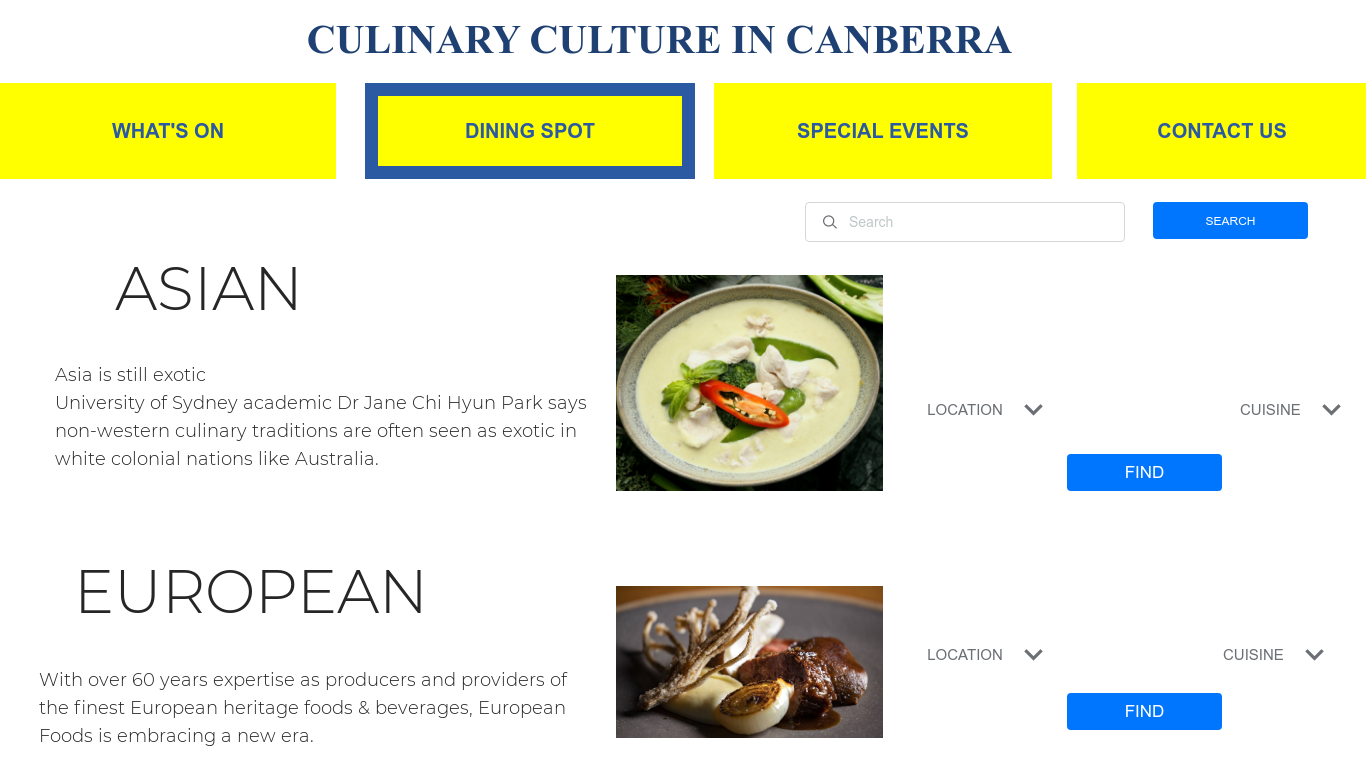 CULINARY CULTURE IN CANBERRA
WHAT'S ON
DINING SPOT
SPECIAL EVENTS
CONTACT US
Search
SEARCH
ASIAN
Asia is still exotic
University of Sydney academic Dr Jane Chi Hyun Park says
non-western culinary traditions are often seen as exotic in
white colonial nations like Australia.
LOCATION
CUISINE
FIND
EUROPEAN
With over 60 years expertise as producers and providers of
the finest European heritage foods & beverages, European
Foods is embracing a new era.
LOCATION
CUISINE
FIND